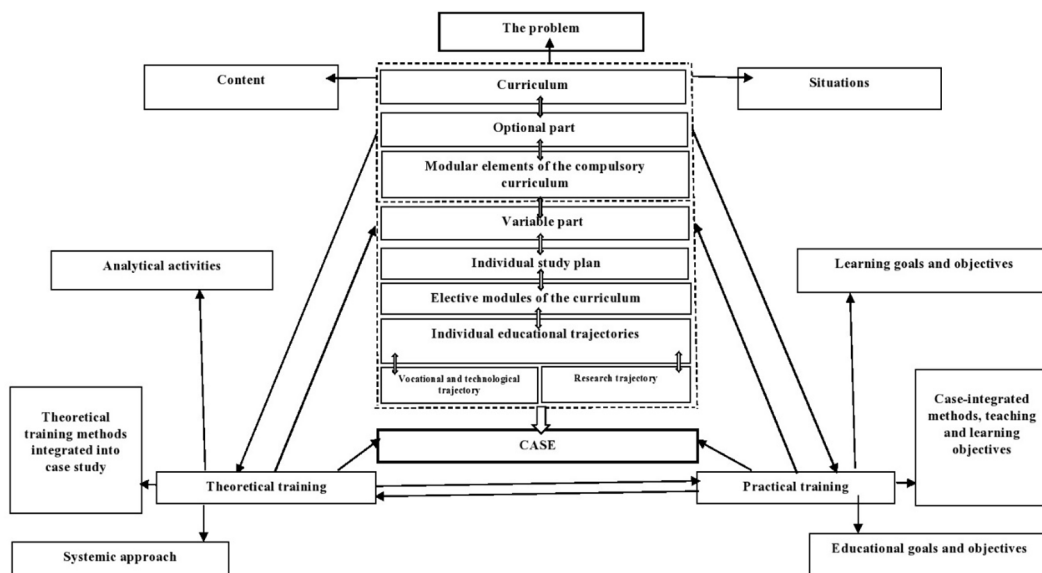 The problem
Content
Situations
Curriculum
Optional part
Modular elements of the compulsory
curriculum
Variable part
Analytical activities
Individual study plan
Learning goals and objectives
Elective modules of the curriculum
Individual educational trajectories
Vocational and technological
trajectory
Research trajectory
Theoretical
training methods
integrated into
case study
Case-integrated
methods, teaching
and learning
objectives
CASE
Theoretical training
Practical training
Systemic approach
Educational goals and objectives